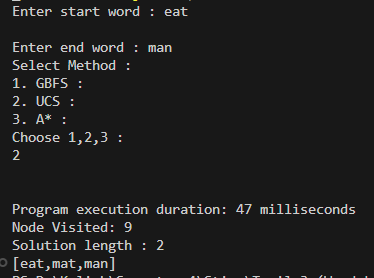 Enter start word : eat
Enter end word : man
Select Method :
1. GBFS :
2. UCS :
3. A* :
Choose 1,2,3 :
2
Program execution duration: 47 milliseconds
Node Visited: 9
Solution length : 2
[eat,mat,man]